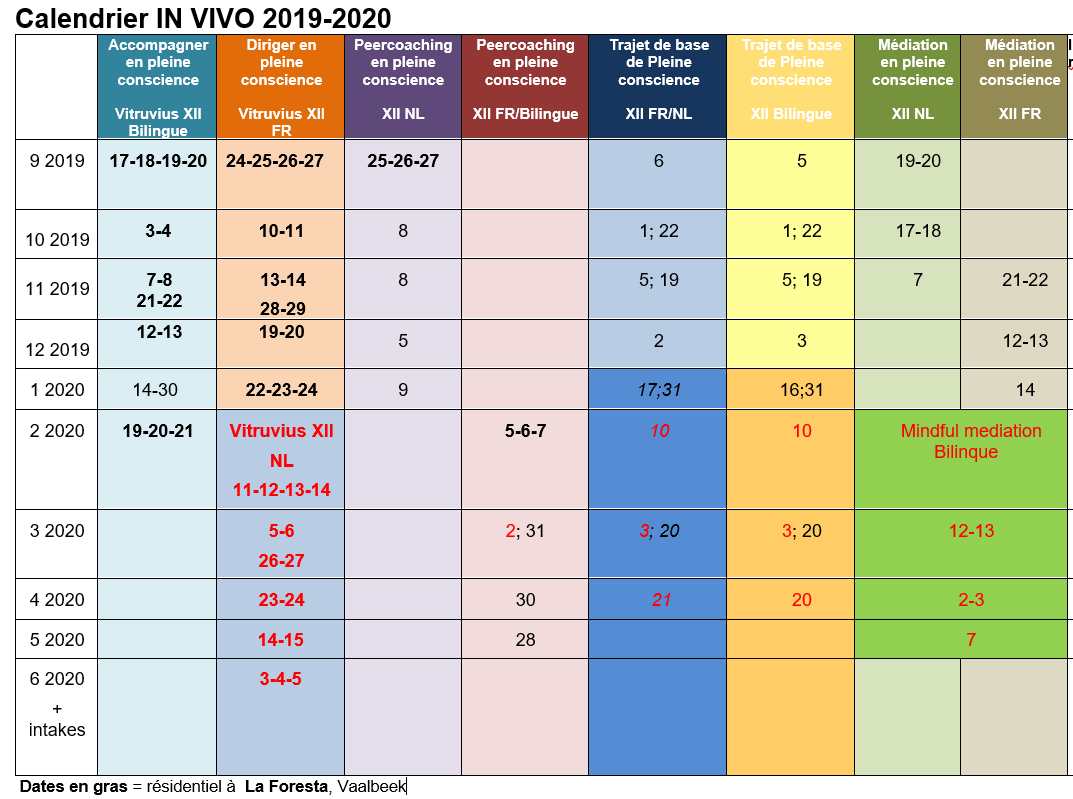 Calendrier IN VIVO 2019-2020
Accompagner en pleine conscience Vitruvius XII Bilingue | Diriger en pleine conscience Vitruvius XII FR | Peercoaching en pleine conscience XII NL | Peercoaching en pleine conscience XII FR/Bilingue | Trajet de base de Pleine conscience XII FR/NL | Trajet de base de Pleine conscience XII Bilingue | Médiation en pleine conscience XII NL | Médiation en pleine conscience XII FR
9 2019 | 17-18-19-20 | 24-25-26-27 | 25-26-27 | | 6 | 5 | 19-20 |
10 2019 | 3-4 | 10-11 | 8 | | 1; 22 | 1; 22 | 17-18 |
11 2019 | 7-8 21-22 | 13-14 28-29 | 8 | | 5; 19 | 5; 19 | 7 | 21-22
12 2019 | 12-13 | 19-20 | 5 | | 2 | 3 | | 12-13
1 2020 | 14-30 | 22-23-24 | 9 | | 17;31 | 16;31 | | 14
2 2020 | 19-20-21 | Vitruvius XII NL 11-12-13-14 | | 5-6-7 | 10 | 10 | Mindful mediation Bilinque
3 2020 | | 5-6 26-27 | | 2; 31 | 3; 20 | 3; 20 | 12-13
4 2020 | | 23-24 | | 30 | 21 | 20 | 2-3
5 2020 | | 14-15 | | 28 | | | 7
6 2020 + intakes | | 3-4-5 | | | | | |
Dates en gras = résidentiel à La Foresta, Vaalbeek